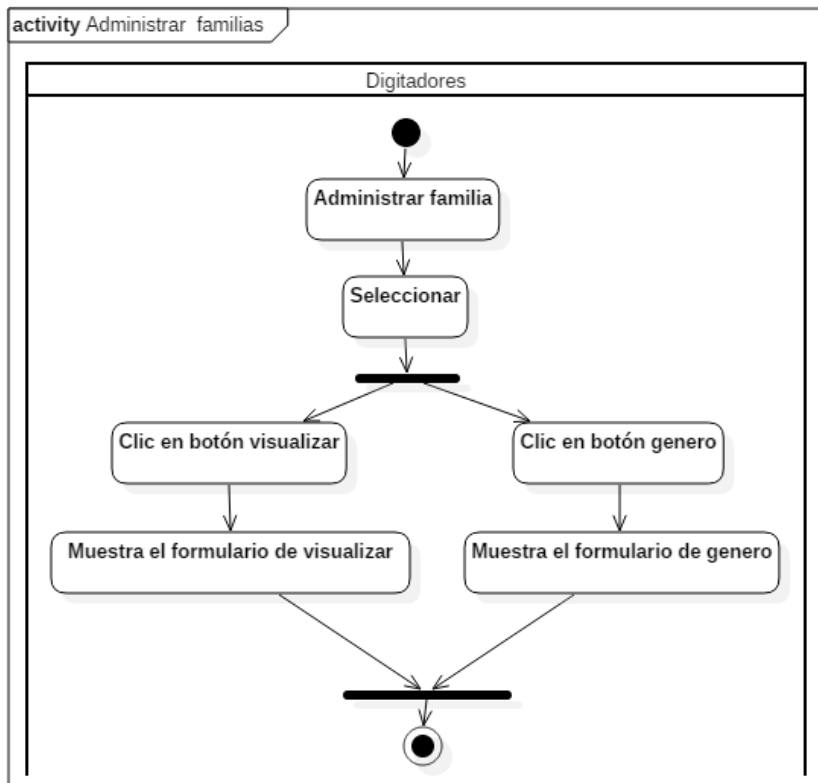 activity Administrar familias
Digitadores
Administrar familia
Seleccionar
Clic en botón visualizar
Clic en botón genero
Muestra el formulario de visualizar
Muestra el formulario de genero